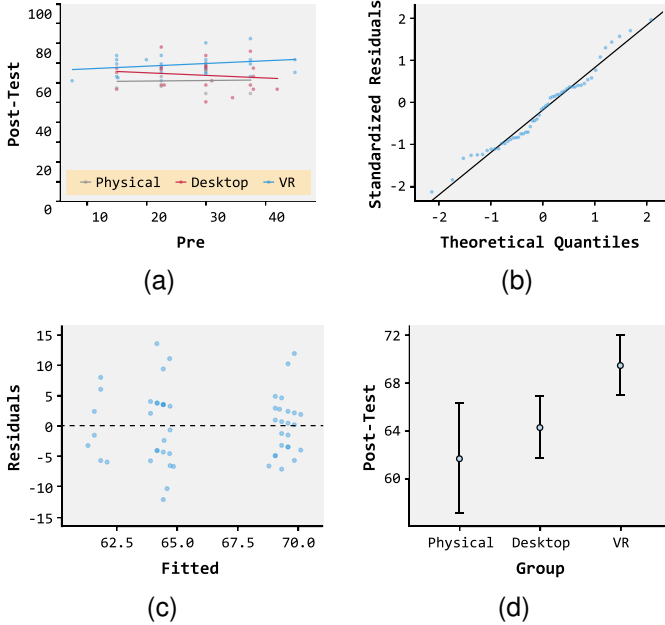 100
80
60
40
20
0
Post-Test
Physical Desktop VR
10 20 30 40
Pre
(a)
2
1
0
-1
-2
Standardized Residuals
-2 -1 0 1 2
Theoretical Quantiles
(b)
15
10
5
0
-5
-10
-15
Residuals
62.5 65.0 67.5 70.0
Fitted
(c)
72
68
64
60
Post-Test
Physical Desktop VR
Group
(d)